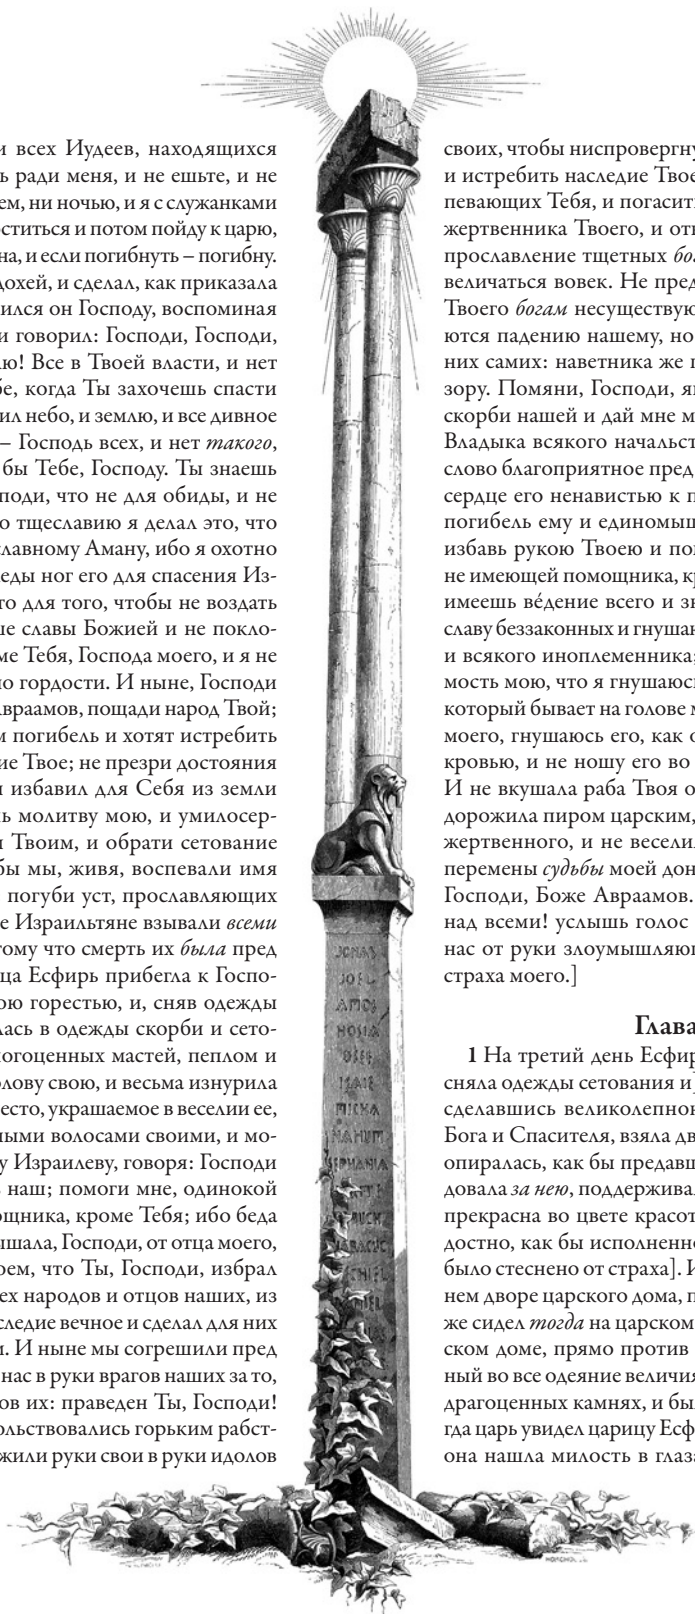 и всех Иудеев, находящихся
ь ради меня, и не ешьте, и не
ем, ни ночью, и я с служанками
оститься и потом пойду к царю,
на, и если погибнуть – погибну.
дохей, и сделал, как приказала
ился он Господу, воспоминая
и говорил: Господи, Господи,
лю! Все в Твоей власти, и нет
бе, когда Ты захочешь спасти
ил небо, и землю, и все дивное
– Господь всех, и нет такого,
бы Тебе, Господу. Ты знаешь
споди, что не для обиды, и не
о тщеславию я делал это, что
лавному Аману, ибо я охотно
еды ног его для спасения Из-
то для того, чтобы не воздать
ше славы Божией и не покло-
ме Тебя, Господа моего, и я не
по гордости. И ныне, Господи
Авраамов, пощади народ Твой;
м погибель и хотят истребить
ие Твое; не презри достояния
ы избавил для Себя из земли
ь молитву мою, и умилосер-
м Твоим, и обрати сетование
бы мы, живя, воспевали имя
погуби уст, прославляющих
е Израильтяне взывали всеми
тому что смерть их была пред
ца Есфирь прибегла к Госпо-
ою горестью, и, сняв одежды
лась в одежды скорби и сето-
огоценных мастей, пеплом и
олову свою, и весьма изнурила
есто, украшаемое в веселии ее,
ными волосами своими, и мо-
у Израилеву, говоря: Господи
наш; помоги мне, одинокой
ощника, кроме Тебя; ибо беда
ышала, Господи, от отца моего,
оем, что Ты, Господи, избрал
ех народов и отцов наших, из
следие вечное и сделал для них
и. И ныне мы согрешили пред
нас в руки врагов наших за то,
ов их: праведен Ты, Господи!
ольствовались горьким рабст-
жили руки свои в руки идолов
JONAS
JOEL
AMOS
HOSIA
OSEE
ISAIE
MICHA
NAHUM
SEPHANIA
своих, чтобы ниспровергну
и истребить наследие Твое
певающих Тебя, и погасить
жертвенника Твоего, и отв
прославление тщетных бог
величаться вовек. Не пред
Твоего богам несуществую
ются падению нашему, но
них самих: наветника же п
зору. Помяни, Господи, яв
скорби нашей и дай мне м
Владыка всякого начальст
слово благоприятное пред
сердце его ненавистью к п
погибель ему и единомыш
избавь рукою Твоею и пом
не имеющей помощника, кр
имеешь ве́дение всего и зн
славу беззаконных и гнушаю
и всякого иноплеменника;
мость мою, что я гнушаюсь
который бывает на голове м
моего, гнушаюсь его, как о
кровью, и не ношу его во
И не вкушала раба Твоя о
дорожила пиром царским,
жертвенного, и не веселил
перемены судьбы моей дон
Господи, Боже Авраамов.
над всеми! услышь голос
нас от руки злоумышляющ
страха моего.]
Глава
1 На третий день Есфир
сняла одежды сетования и
сделавшись великолепною
Бога и Спасителя, взяла дв
опиралась, как бы предавш
довала за нею, поддержива
прекрасна во цвете красот
достно, как бы исполненно
было стеснено от страха]. И
нем дворе царского дома, п
же сидел тогда на царском
ском доме, прямо против
ный во все одеяние величия
драгоценных камнях, и бы
гда царь увидел царицу Есф
она нашла милость в глаза